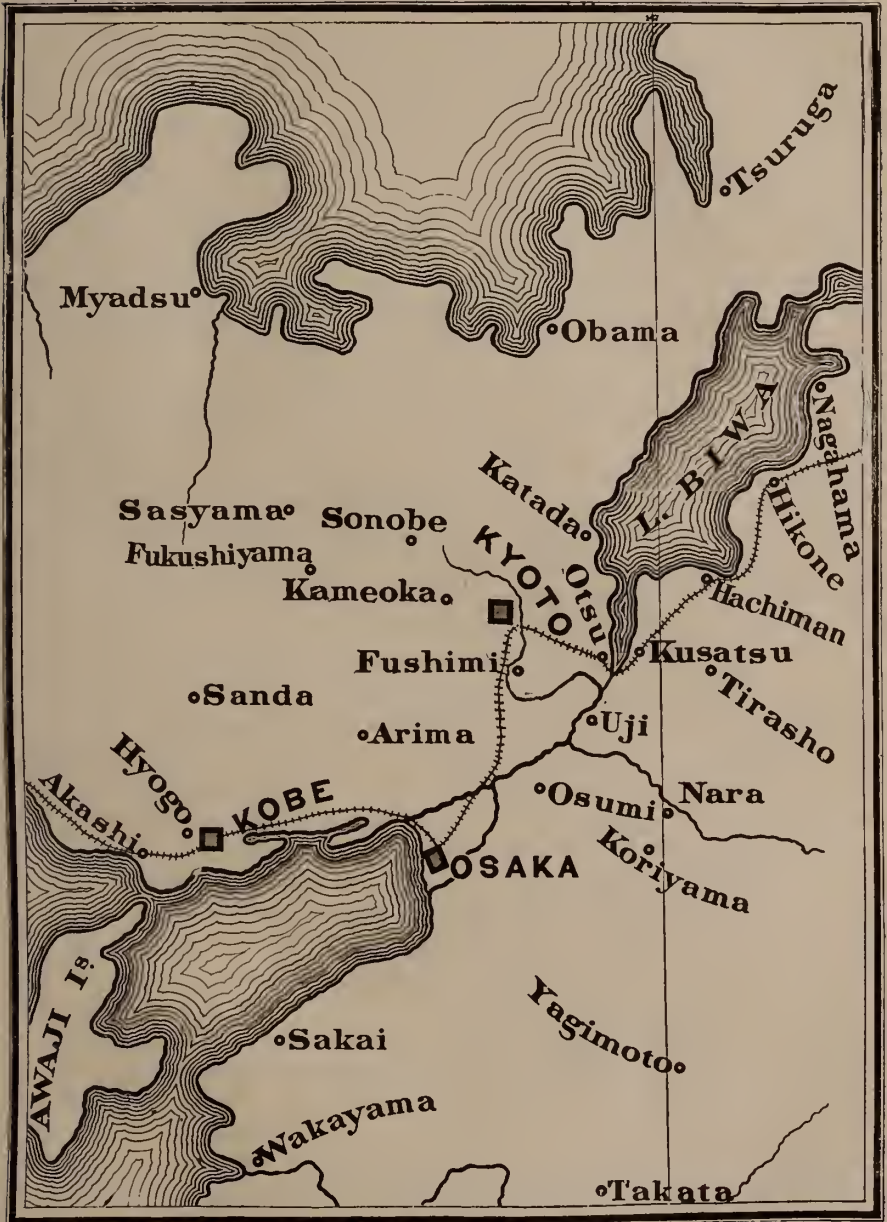 Tsuruga
Myadsu
Obama
L. BIWA
Nagahama
Katada
Hikone
Sasyama
Sonobe
Fukushiyama
KYOTO
Otsu
Kameoka
Hachiman
Fushimi
Kusatsu
Sanda
Tirasho
Uji
Arima
Hyogo
KOBE
Akashi
Osumi
Nara
Koriyama
OSAKA
AWAJI Is.
Yagimoto
Sakai
Wakayama
Takata